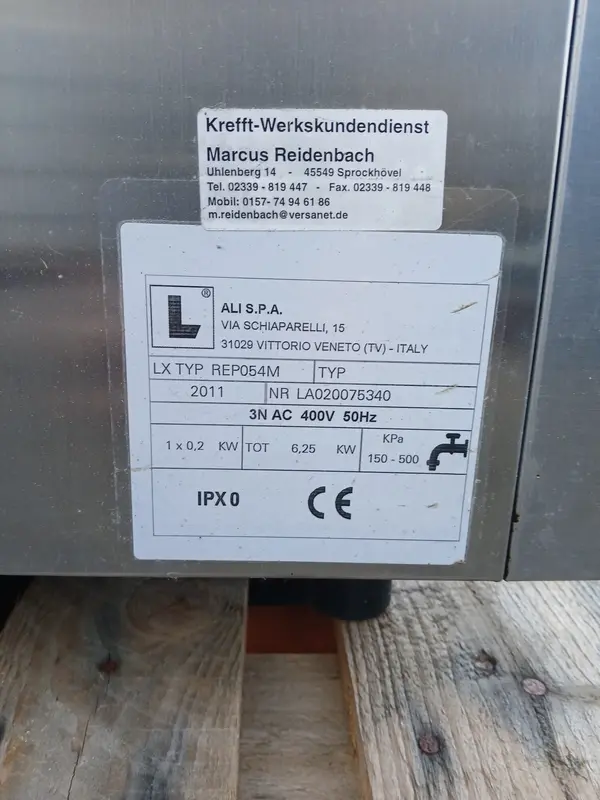 Krefft-Werkskundendienst
Marcus Reidenbach
Uhlenberg 14 - 45549 Sprockhövel
Tel. 02339 - 819 447 - Fax. 02339 - 819 448
Mobil: 0157- 74 94 61 86
m.reidenbach@versanet.de
L ®
ALI S.P.A.
VIA SCHIAPARELLI, 15
31029 VITTORIO VENETO (TV) - ITALY
LX TYP REP054M TYP
2011 NR LA020075340
3N AC 400V 50Hz
1 x 0,2 KW TOT 6,25 KW KPa 150 - 500
IPX0 CE